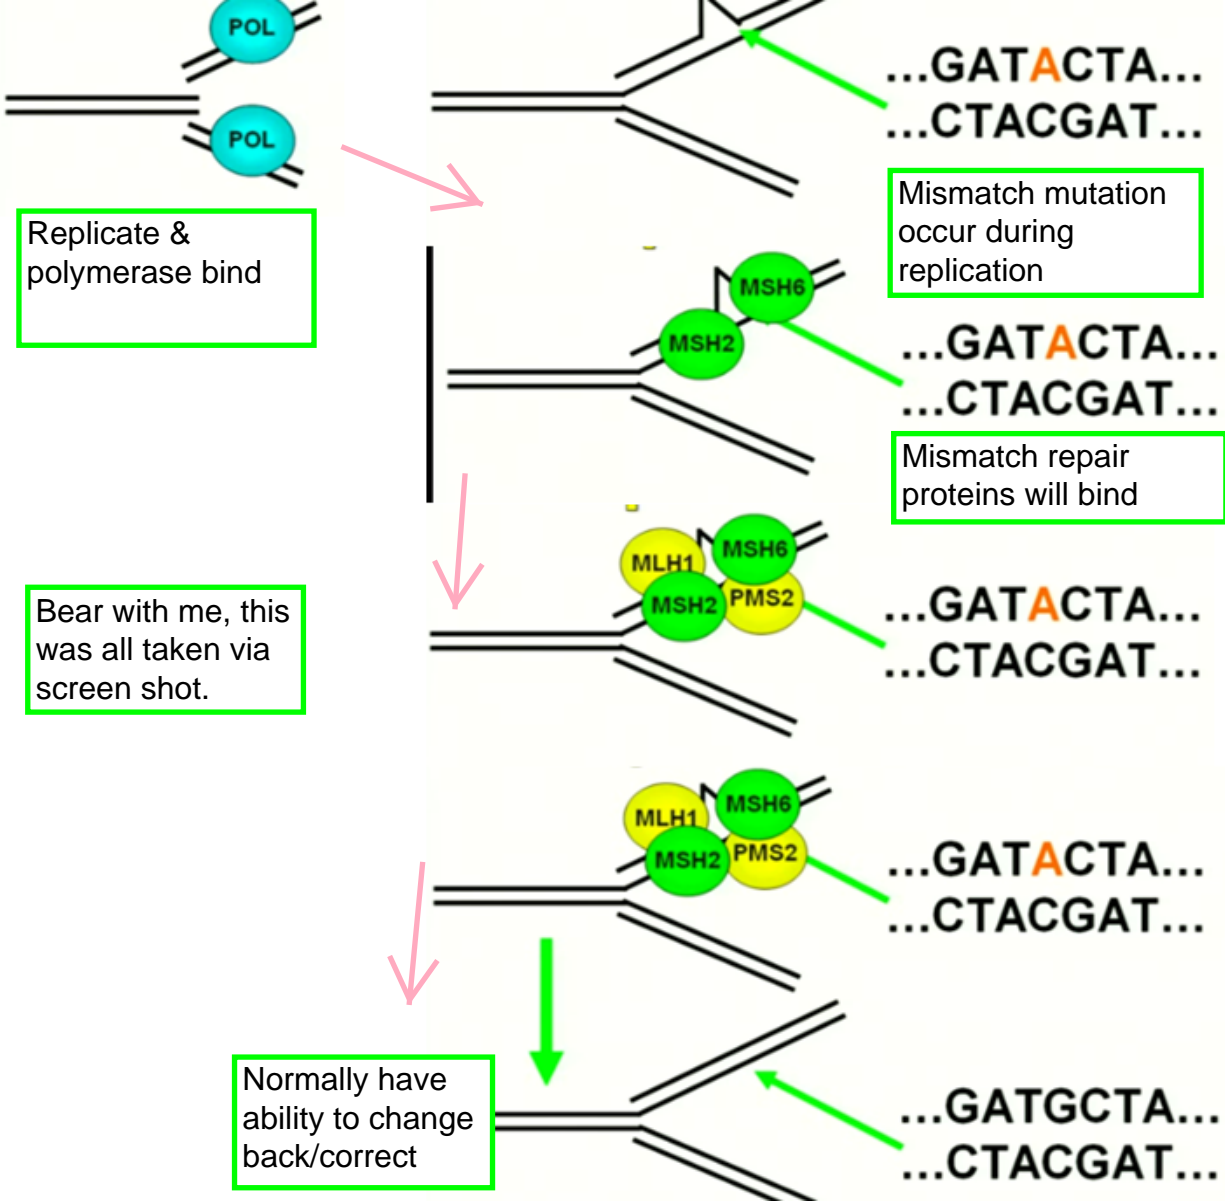 POL
POL
...GATACTA...
...CTACGAT...
Replicate &
polymerase bind
Mismatch mutation
occur during
replication
MSH6
MSH2
...GATACTA...
...CTACGAT...
Mismatch repair
proteins will bind
MLH1
MSH6
MSH2
PMS2
...GATACTA...
...CTACGAT...
Bear with me, this
was all taken via
screen shot.
MLH1
MSH6
MSH2
PMS2
...GATACTA...
...CTACGAT...
Normally have
ability to change
back/correct
...GATGCTA...
...CTACGAT...